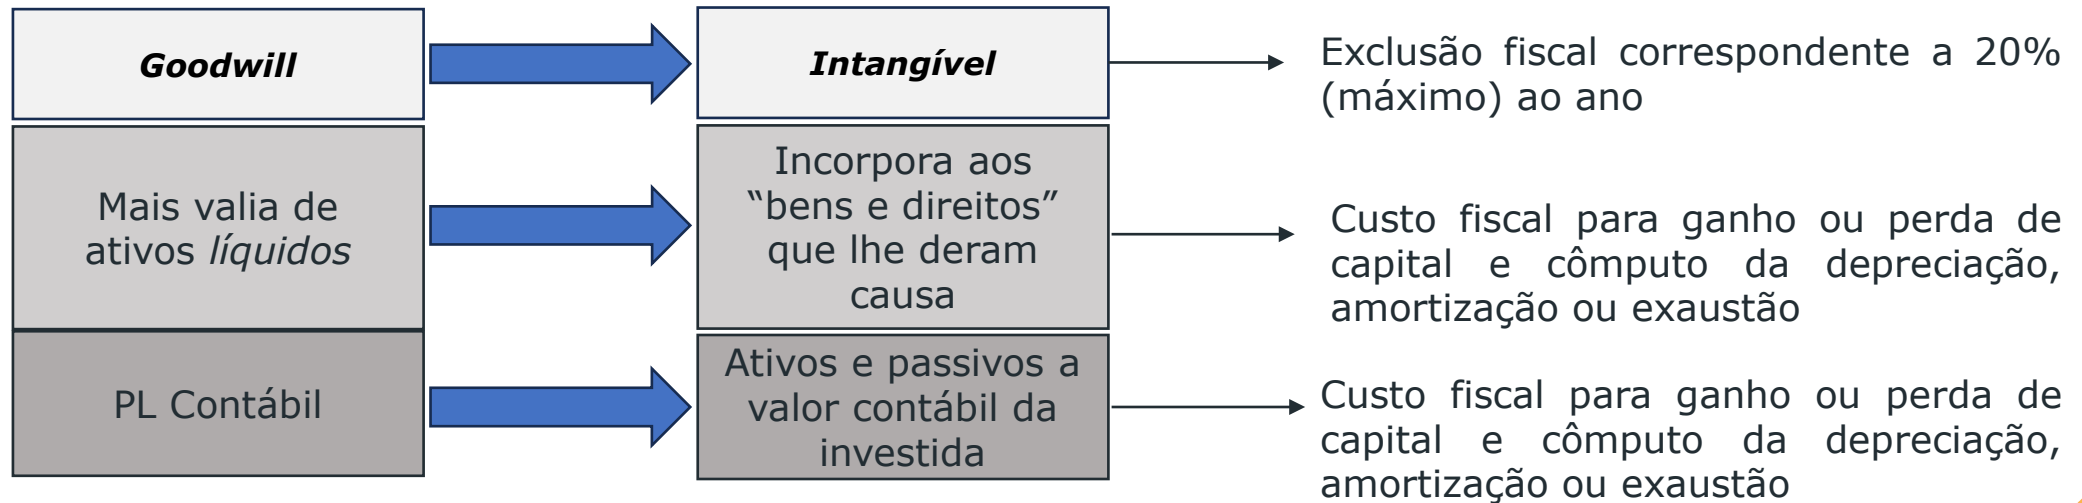 Goodwill
Intangível
Exclusão fiscal correspondente a 20%
(máximo) ao ano
Mais valia de
ativos líquidos
Incorpora aos
“bens e direitos”
que lhe deram
causa
Custo fiscal para ganho ou perda de
capital e cômputo da depreciação,
amortização ou exaustão
PL Contábil
Ativos e passivos a
valor contábil da
investida
Custo fiscal para ganho ou perda de
capital e cômputo da depreciação,
amortização ou exaustão